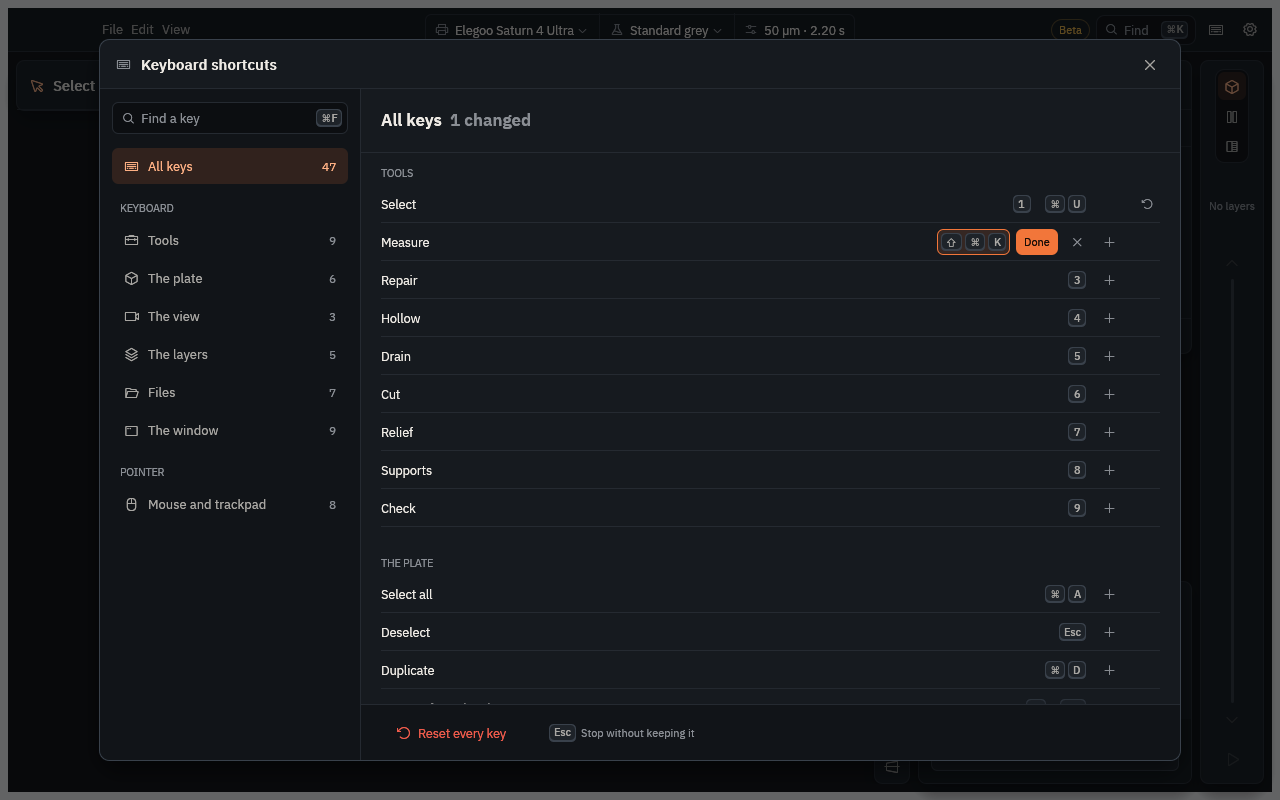 File Edit View
Elegoo Saturn 4 Ultra
Standard grey
50 µm · 2.20 s
Beta
Find ⌘K
Select
Keyboard shortcuts
Find a key ⌘F
All keys 47
KEYBOARD
Tools 9
The plate 6
The view 3
The layers 5
Files 7
The window 9
POINTER
Mouse and trackpad 8
All keys 1 changed
TOOLS
Select 1 ⌘ U
Measure ⇧ ⌘ K Done
Repair 3
Hollow 4
Drain 5
Cut 6
Relief 7
Supports 8
Check 9
THE PLATE
Select all ⌘ A
Deselect Esc
Duplicate ⌘ D
Reset every key
Esc Stop without keeping it
No layers